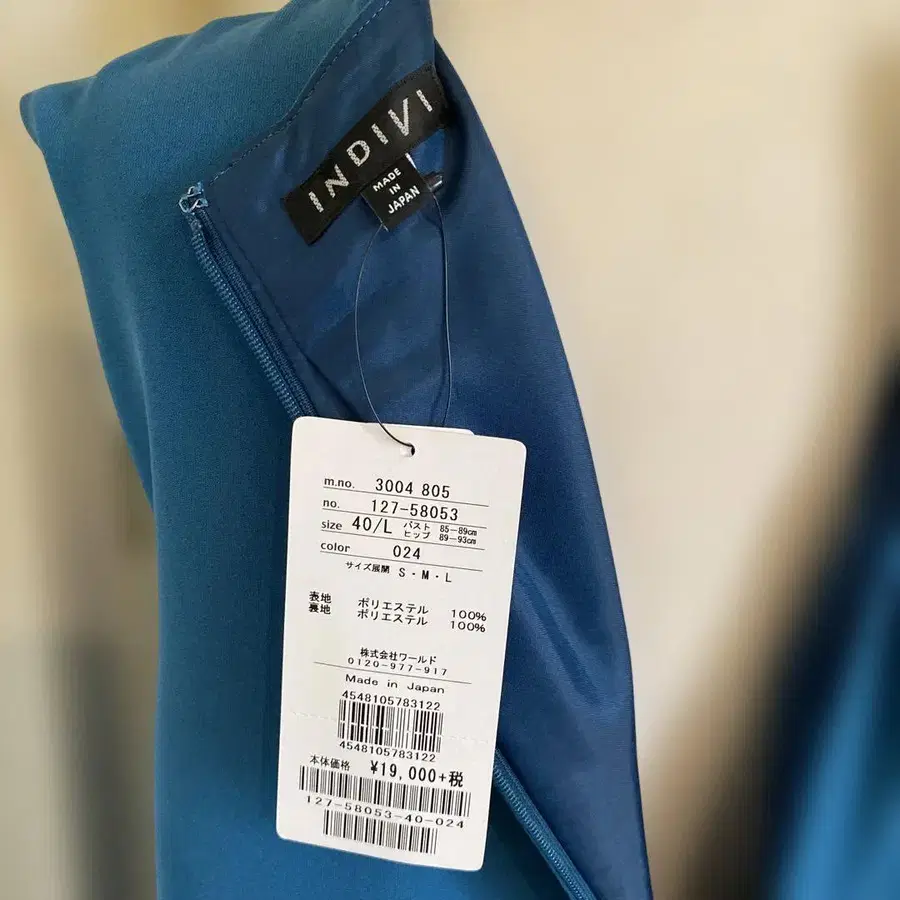 INDIVI
MADE
IN
JAPAN
m.no. 3004 805
no. 127-58053
size 40/L バスト 85-89cm
ヒップ 89-93cm
color 024
サイズ展開 S・M・L
表地 ポリエステル 100%
裏地 ポリエステル 100%
株式会社ワールド
0120-977-917
Made in Japan
4548105783122
4548105783122
本体価格 ¥19,000+税
127-58053-40-024